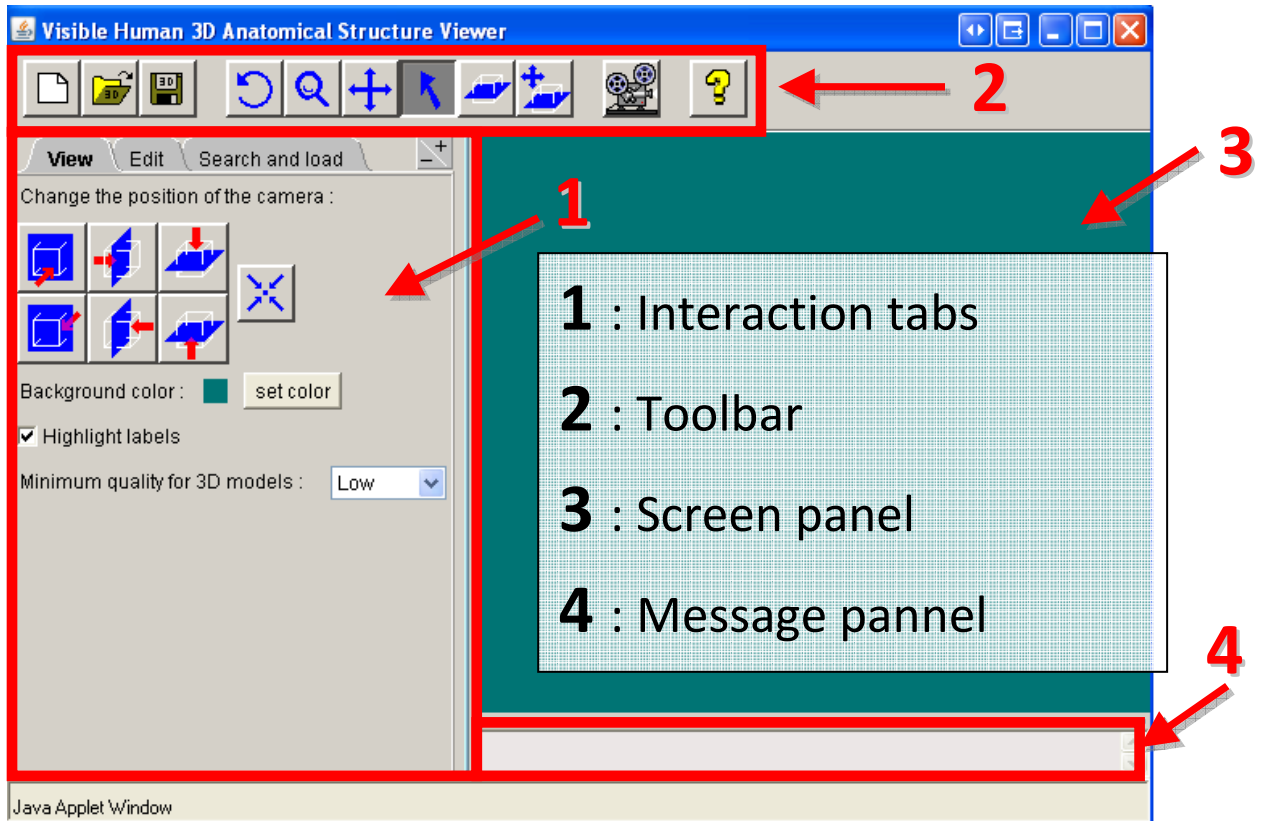 Visible Human 3D Anatomical Structure Viewer
3D
3D
2
3
View Edit Search and load
Change the position of the camera :
1
Background color : set color
Highlight labels
Minimum quality for 3D models : Low
1 : Interaction tabs
2 : Toolbar
3 : Screen panel
4 : Message pannel
4
Java Applet Window